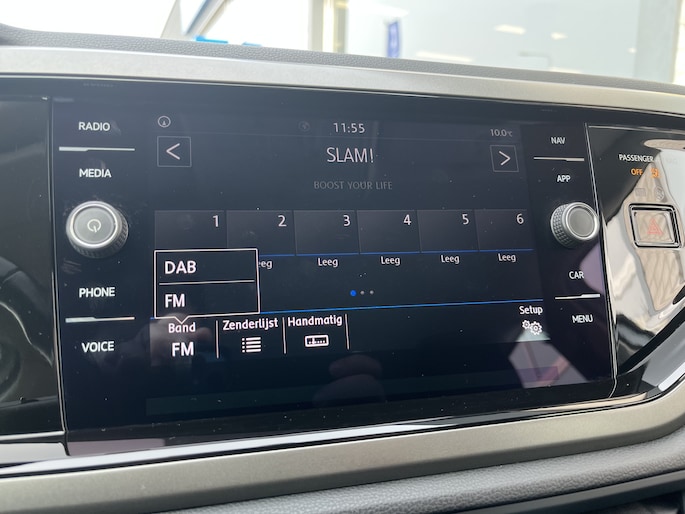 RADIO
MEDIA
PHONE
VOICE
11:55
10.0°C
<
SLAM!
>
BOOST YOUR LIFE
1 2 3 4 5 6
eeg Leeg Leeg Leeg Leeg Leeg
DAB
FM
Band Zenderlijst Handmatig Setup
FM
NAV
APP
CAR
MENU
PASSENGER
OFF